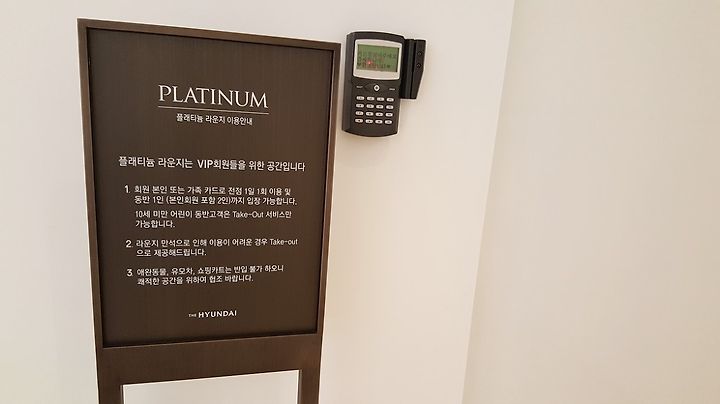 PLATINUM
플래티늄 라운지 이용안내
플래티늄 라운지는 VIP회원들을 위한 공간입니다
1. 회원 본인 또는 가족 카드로 전점 1일 1회 이용 및
동반 1인 (본인회원 포함 2인)까지 입장 가능합니다.
10세 미만 어린이 동반고객은 Take-Out 서비스만
가능합니다.
2. 라운지 만석으로 인해 이용이 어려운 경우 Take-out
으로 제공해드립니다.
3. 애완동물, 유모차, 쇼핑카트는 반입 불가 하오니
쾌적한 공간을 위하여 협조 바랍니다.
THE HYUNDAI